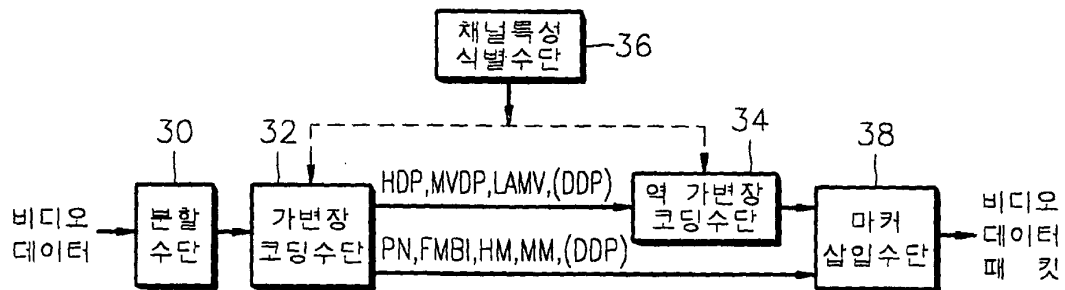 채널특성
식별수단
36
30
32
34
38
비디오
데이터
분할
수단
가변장
코딩수단
HDP,MVDP,LAMV,(DDP)
PN,FMBI,HM,MM,(DDP)
역 가변장
코딩수단
마커
삽입수단
비디오
데이터
패 킷